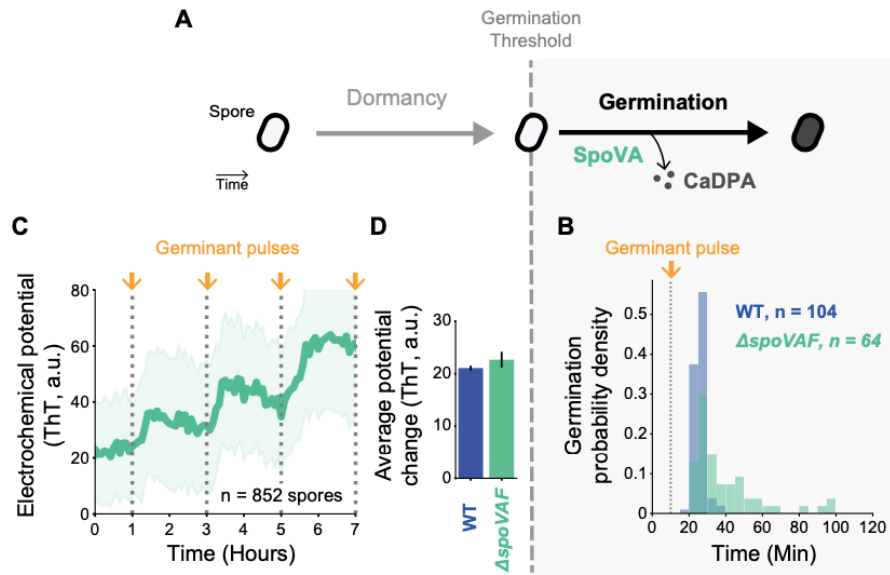 A
Germination
Threshold
Spore
Dormancy
Germination
SpoVA
CaDPA
Time
C
Germinant pulses
Electrochemical potential
(ThT, a.u.)
80
60
40
20
0
n = 852 spores
0 1 2 3 4 5 6 7
Time (Hours)
D
Average potential
change (ThT, a.u.)
30
20
10
0
WT
ΔspoVAF
B
Germinant pulse
WT, n = 104
ΔspoVAF, n = 64
Germination
probability density
0.5
0.4
0.3
0.2
0.1
0
0 20 40 60 80 100 120
Time (Min)